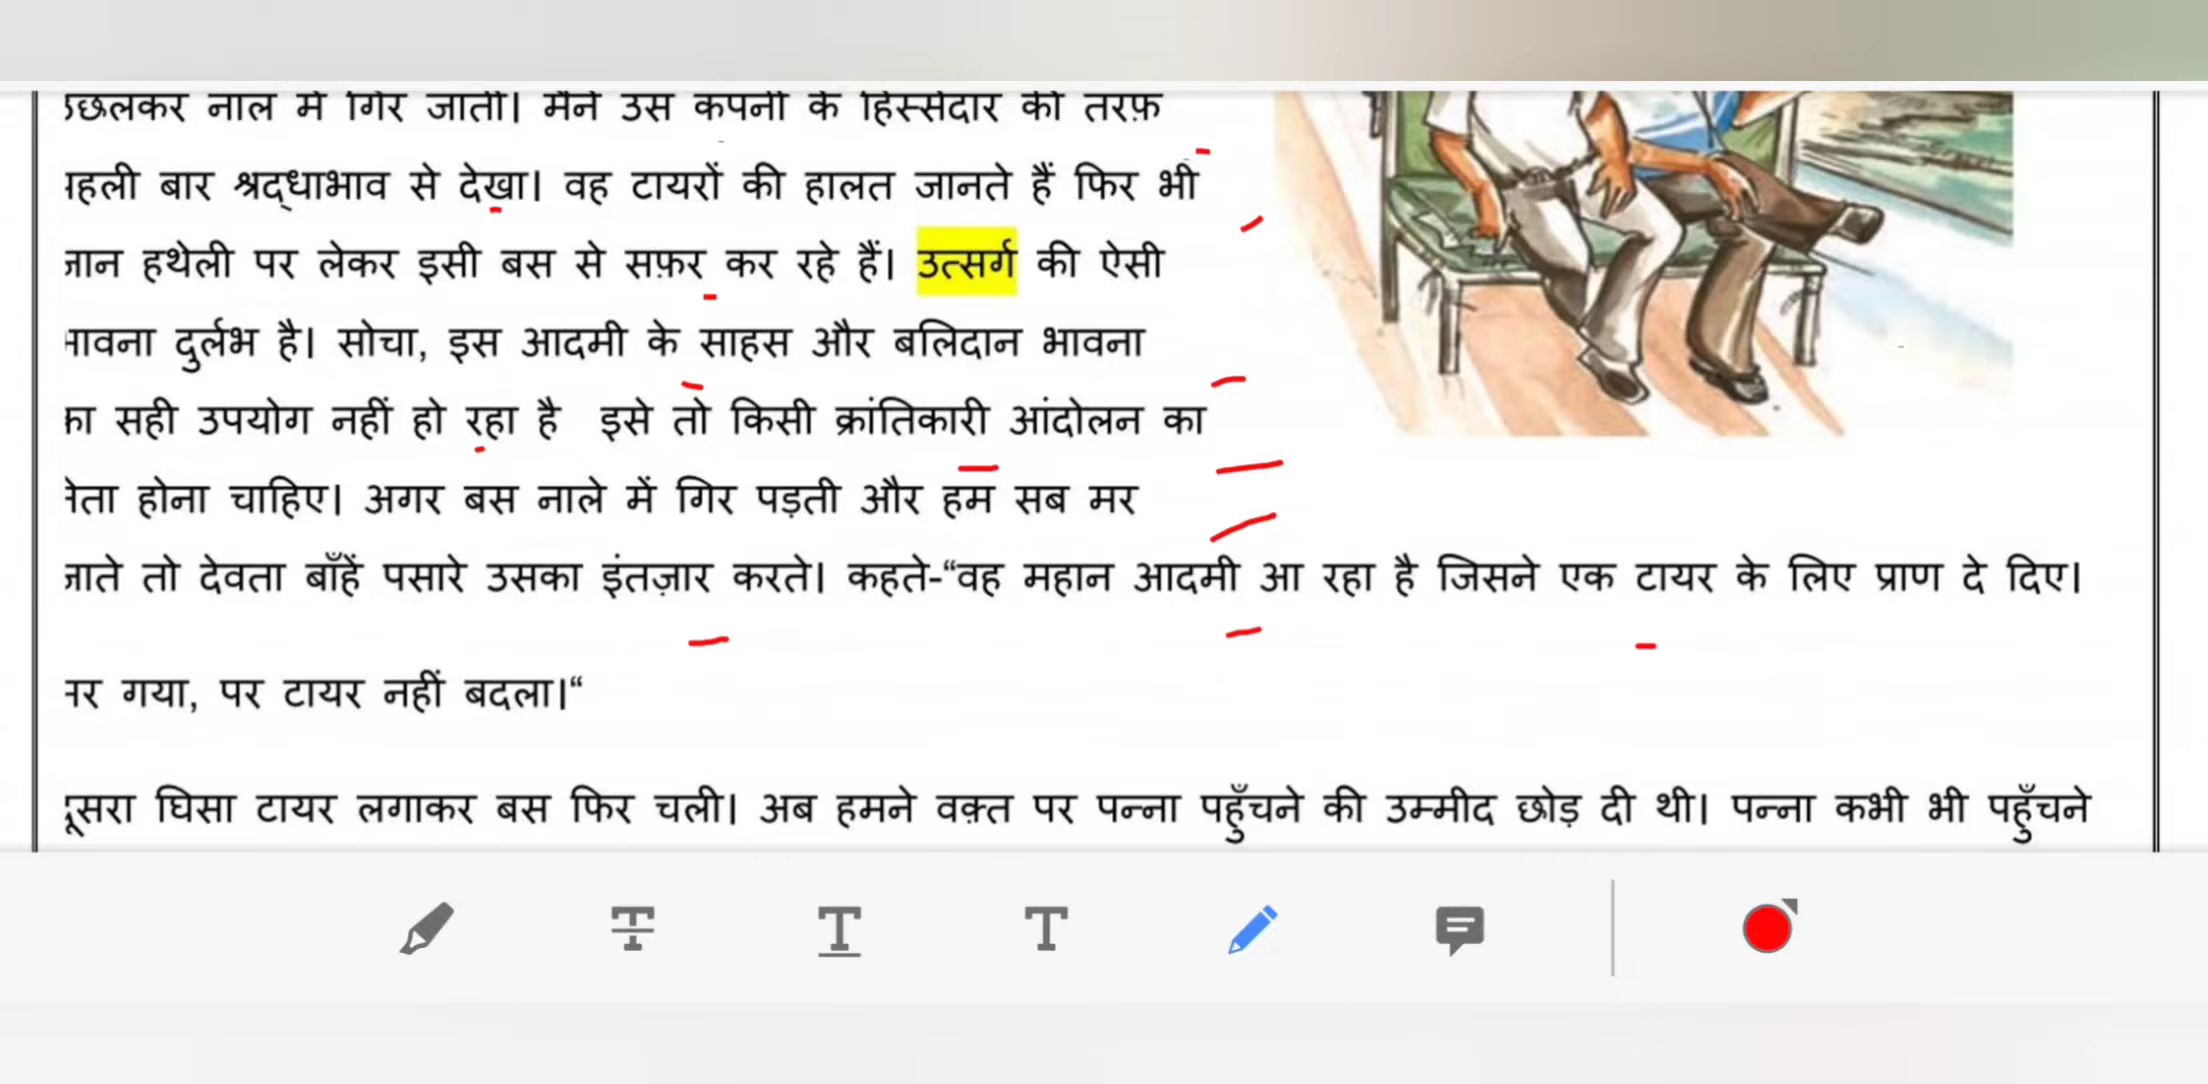 उछलकर नाले में गिर जाती। मैंने उस कंपनी के हिस्सेदार की तरफ़
पहली बार श्रद्धाभाव से देखा। वह टायरों की हालत जानते हैं फिर भी
जान हथेली पर लेकर इसी बस से सफ़र कर रहे हैं। उत्सर्ग की ऐसी
भावना दुर्लभ है। सोचा, इस आदमी के साहस और बलिदान भावना
का सही उपयोग नहीं हो रहा है इसे तो किसी क्रांतिकारी आंदोलन का
नेता होना चाहिए। अगर बस नाले में गिर पड़ती और हम सब मर
जाते तो देवता बाँहें पसारे उसका इंतज़ार करते। कहते-“वह महान आदमी आ रहा है जिसने एक टायर के लिए प्राण दे दिए।
मर गया, पर टायर नहीं बदला।“
दूसरा घिसा टायर लगाकर बस फिर चली। अब हमने वक़्त पर पन्ना पहुँचने की उम्मीद छोड़ दी थी। पन्ना कभी भी पहुँचने